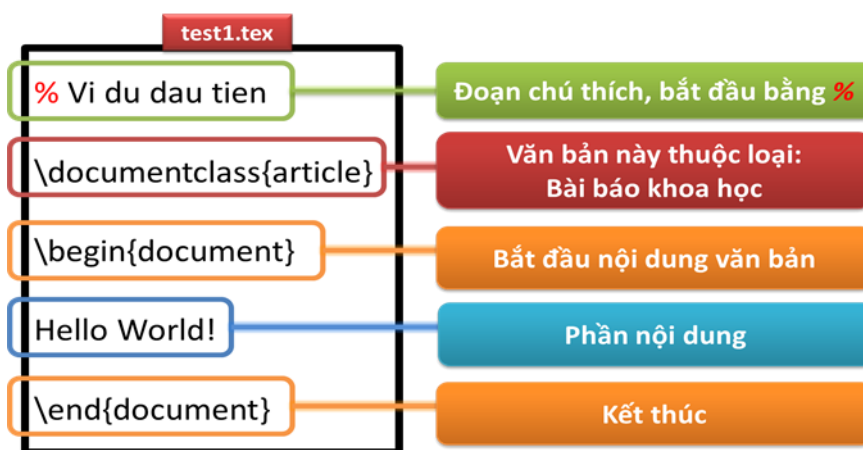 test1.tex
% Vi du dau tien
Đoạn chú thích, bắt đầu bằng %
\documentclass{article}
Văn bản này thuộc loại:
Bài báo khoa học
\begin{document}
Bắt đầu nội dung văn bản
Hello World!
Phần nội dung
\end{document}
Kết thúc